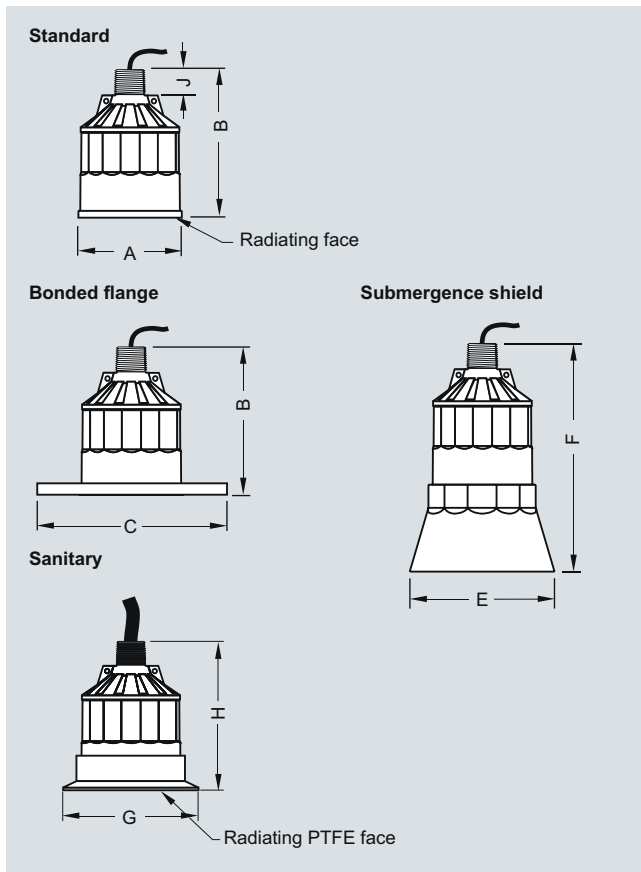 Standard
J
B
A
Radiating face
Bonded flange
B
C
Submergence shield
F
E
Sanitary
H
G
Radiating PTFE face